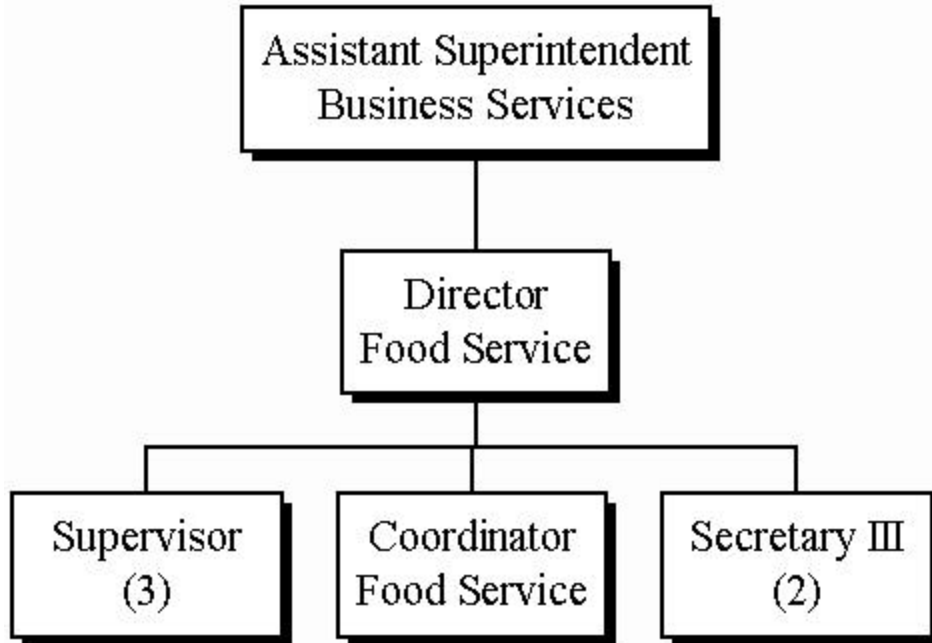 Assistant Superintendent
Business Services
Director
Food Service
Supervisor
(3)
Coordinator
Food Service
Secretary III
(2)